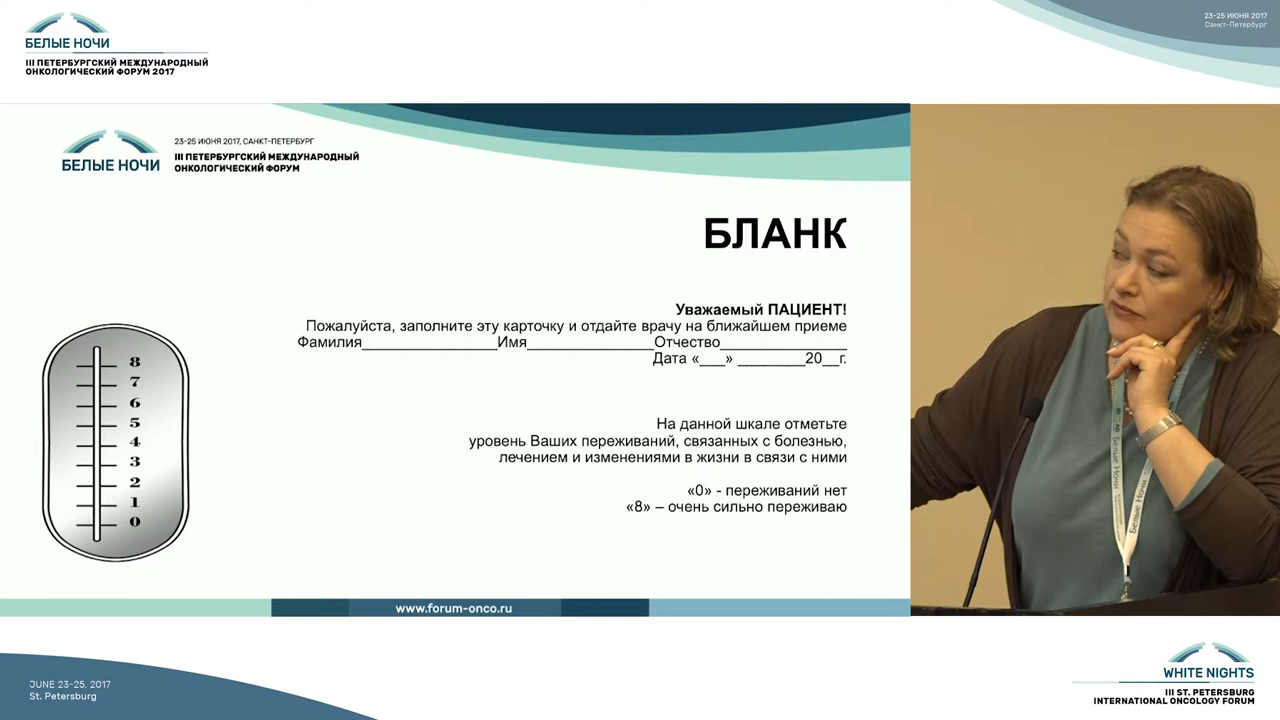 БЕЛЫЕ НОЧИ
III ПЕТЕРБУРГСКИЙ МЕЖДУНАРОДНЫЙ
ОНКОЛОГИЧЕСКИЙ ФОРУМ 2017
23-25 ИЮНЯ 2017
Санкт-Петербург
БЕЛЫЕ НОЧИ
23-25 ИЮНЯ 2017, САНКТ-ПЕТЕРБУРГ
III ПЕТЕРБУРГСКИЙ МЕЖДУНАРОДНЫЙ
ОНКОЛОГИЧЕСКИЙ ФОРУМ
БЛАНК
Уважаемый ПАЦИЕНТ!
Пожалуйста, заполните эту карточку и отдайте врачу на ближайшем приеме
Фамилия________________Имя_______________Отчество_______________
Дата «___» ________20__г.
8
7
6
5
4
3
2
1
0
На данной шкале отметьте
уровень Ваших переживаний, связанных с болезнью,
лечением и изменениями в жизни в связи с ними
«0» - переживаний нет
«8» – очень сильно переживаю
www.forum-onco.ru
Белые Ночи
JUNE 23-25, 2017
St. Petersburg
WHITE NIGHTS
III ST. PETERSBURG
INTERNATIONAL ONCOLOGY FORUM